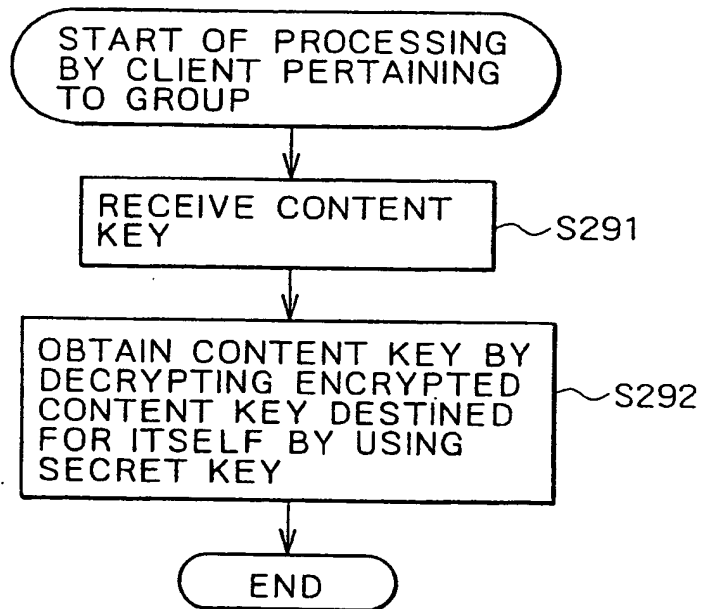 START OF PROCESSING
BY CLIENT PERTAINING
TO GROUP
RECEIVE CONTENT
KEY
S291
OBTAIN CONTENT KEY BY
DECRYPTING ENCRYPTED
CONTENT KEY DESTINED
FOR ITSELF BY USING
SECRET KEY
S292
END